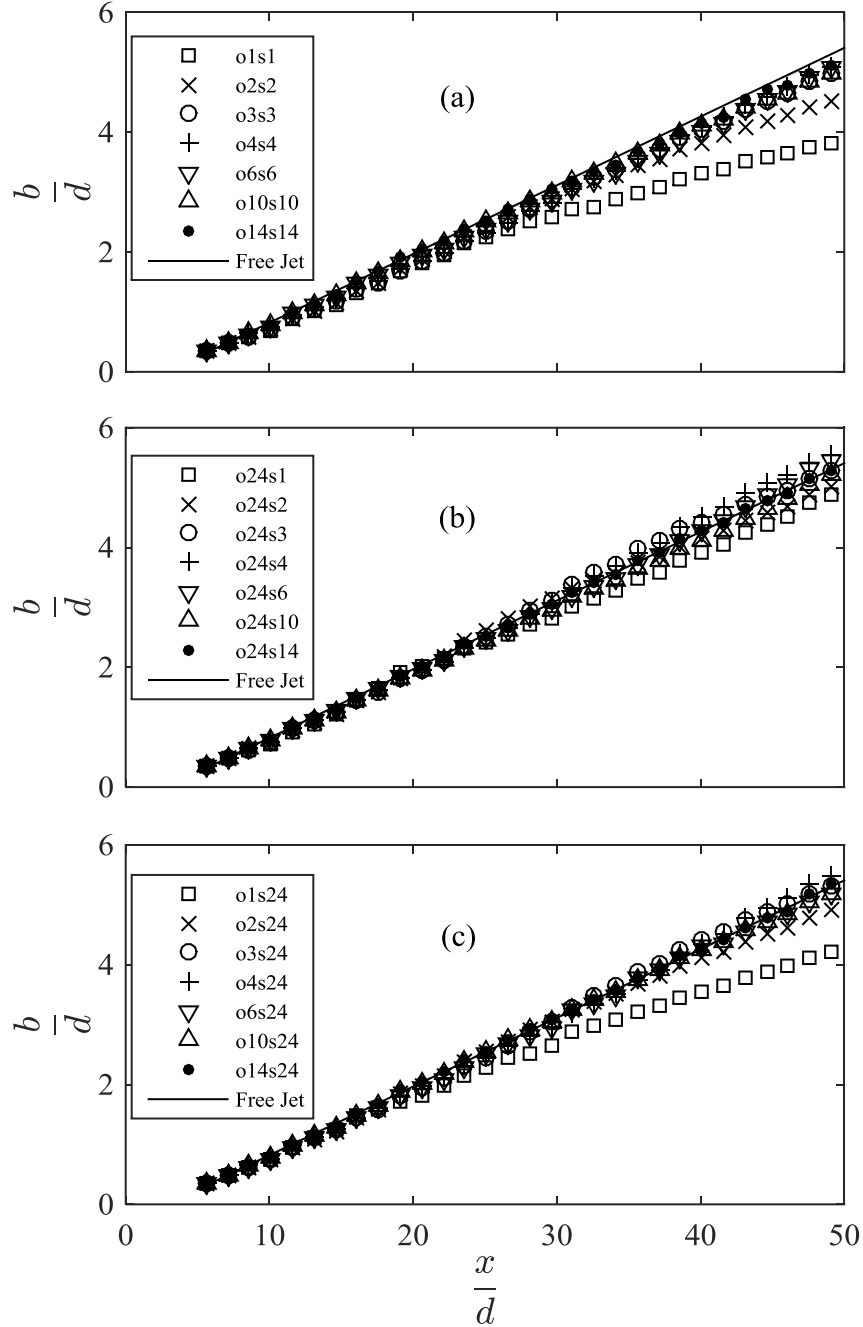 6
4
2
0
b
d
(a)
o1s1
o2s2
o3s3
o4s4
o6s6
o10s10
o14s14
Free Jet
6
4
2
0
b
d
(b)
o24s1
o24s2
o24s3
o24s4
o24s6
o24s10
o24s14
Free Jet
6
4
2
0
b
d
(c)
o1s24
o2s24
o3s24
o4s24
o6s24
o10s24
o14s24
Free Jet
0 10 20 30 40 50
x
d